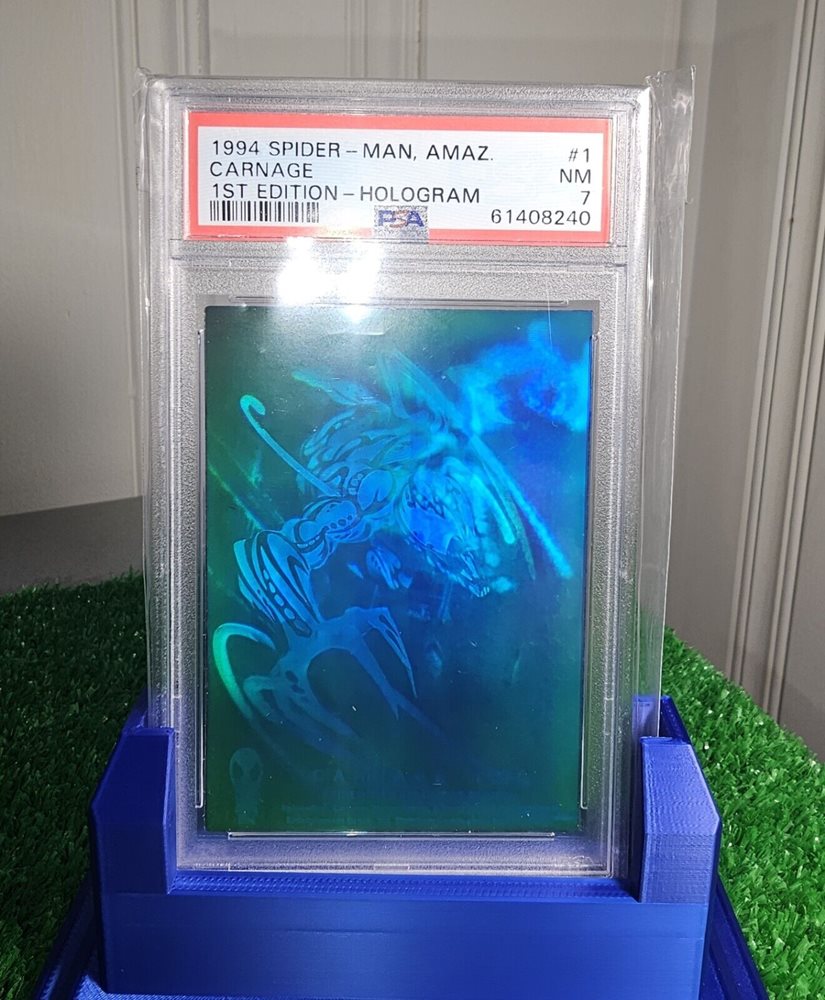 1994 SPIDER-MAN, AMAZ. #1
CARNAGE NM
1ST EDITION-HOLOGRAM 7
PSA 61408240